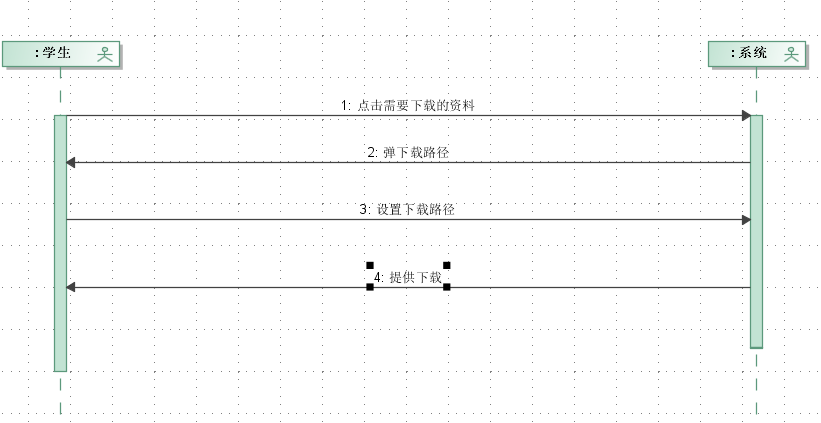 :学生
:系统
1: 点击需要下载的资料
2: 弹下载路径
3: 设置下载路径
4: 提供下载